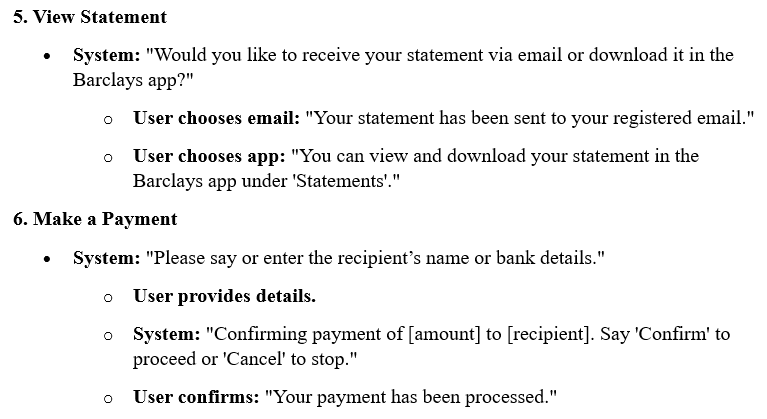 5. View Statement
• System: "Would you like to receive your statement via email or download it in the
Barclays app?"
o User chooses email: "Your statement has been sent to your registered email."
o User chooses app: "You can view and download your statement in the
Barclays app under 'Statements'."
6. Make a Payment
• System: "Please say or enter the recipient’s name or bank details."
o User provides details.
o System: "Confirming payment of [amount] to [recipient]. Say 'Confirm' to
proceed or 'Cancel' to stop."
o User confirms: "Your payment has been processed."